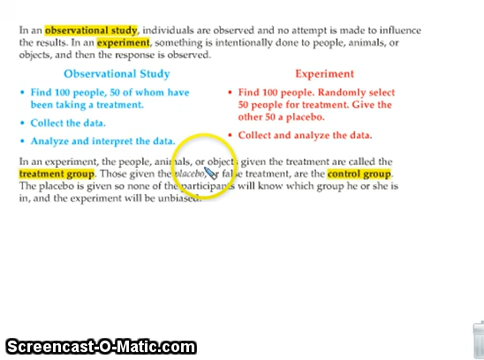 In an observational study, individuals are observed and no attempt is made to influence
the results. In an experiment, something is intentionally done to people, animals, or
objects, and then the response is observed.
Observational Study
• Find 100 people, 50 of whom have
been taking a treatment.
• Collect the data.
• Analyze and interpret the data.
Experiment
• Find 100 people. Randomly select
50 people for treatment. Give the
other 50 a placebo.
• Collect and analyze the data.
In an experiment, the people, animals, or objects given the treatment are called the
treatment group. Those given the placebo, or false treatment, are the control group.
The placebo is given so none of the participants will know which group he or she is
in, and the experiment will be unbiased.
Screencast-O-Matic.com